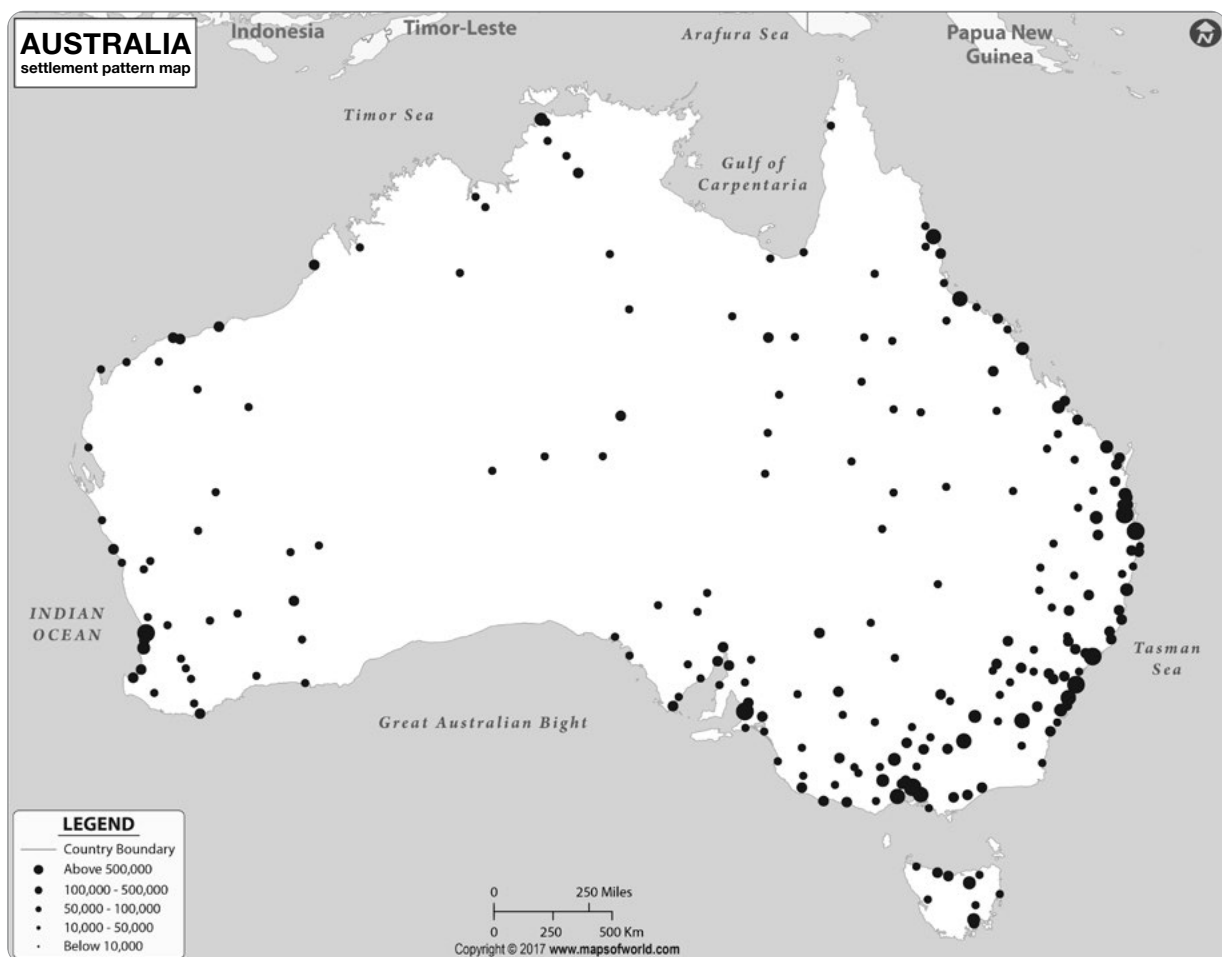 AUSTRALIA
settlement pattern map
Indonesia
Timor-Leste
Arafura Sea
Papua New
Guinea
N
Timor Sea
Gulf of
Carpentaria
INDIAN
OCEAN
Great Australian Bight
Tasman
Sea
LEGEND
Country Boundary
Above 500,000
100,000 - 500,000
50,000 - 100,000
10,000 - 50,000
Below 10,000
0 250 Miles
0 250 500 Km
Copyright © 2017 www.mapsofworld.com